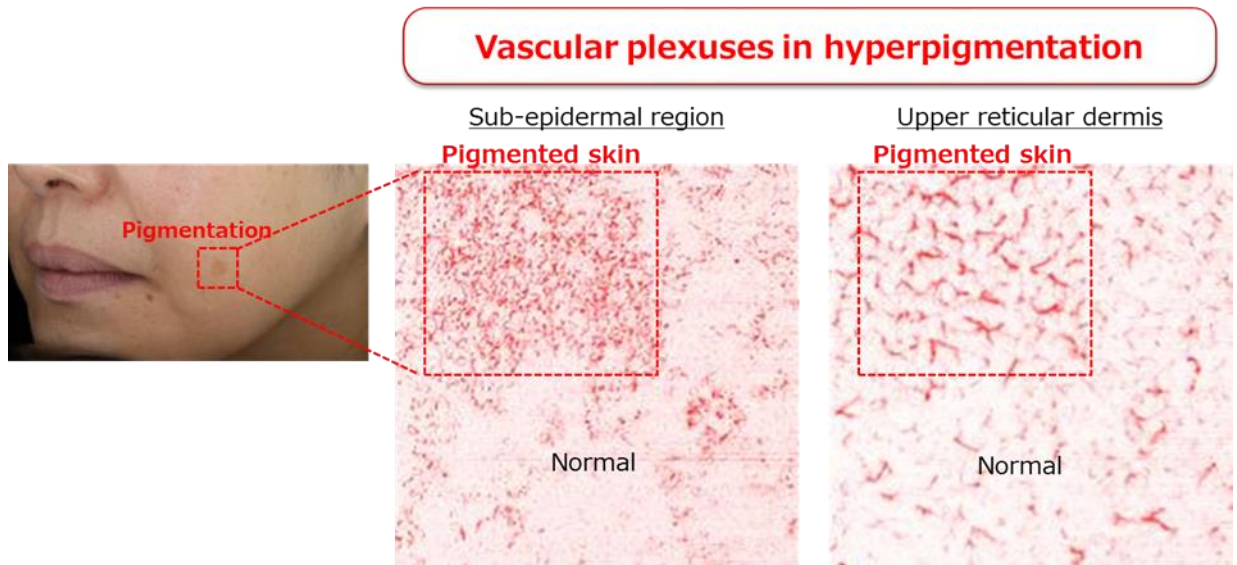 Vascular plexuses in hyperpigmentation
Sub-epidermal region
Upper reticular dermis
Pigmented skin
Pigmented skin
Pigmentation
Normal
Normal